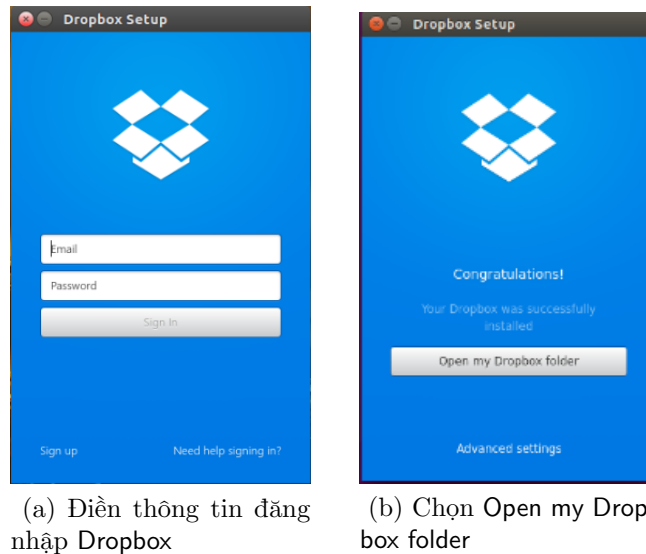 Dropbox Setup
Email
Password
Sign In
Sign up
Need help signing in?
(a) Điền thông tin đăng
nhập Dropbox
Dropbox Setup
Congratulations!
Your Dropbox was successfully
installed
Open my Dropbox folder
Advanced settings
(b) Chọn Open my Drop
box folder